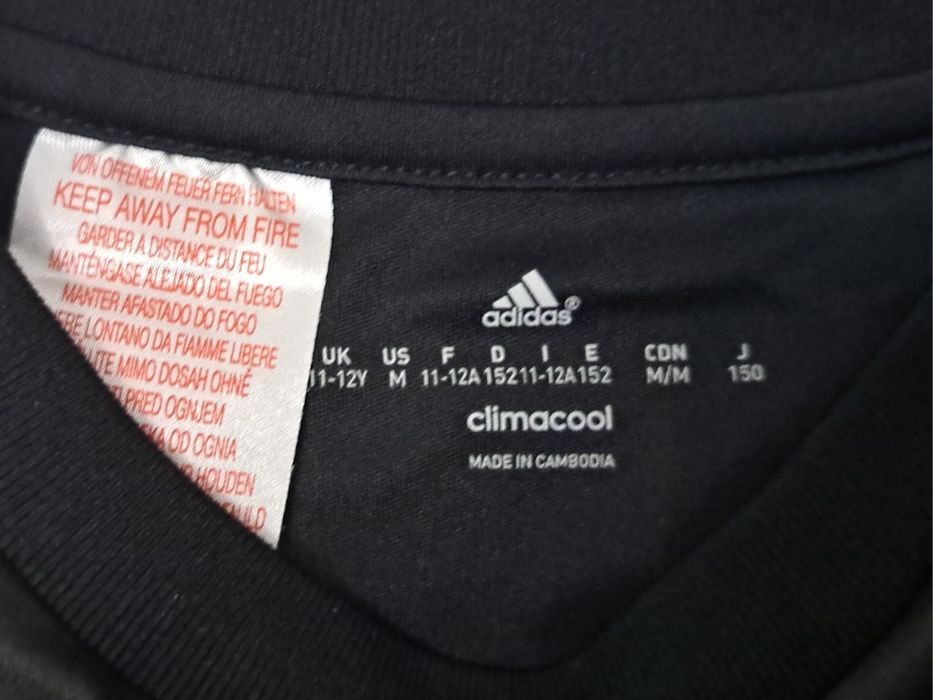 VON OFFENEM FEUER FERN HALTEN
KEEP AWAY FROM FIRE
GARDER A DISTANCE DU FEU
MANTÉNGASE ALEJADO DEL FUEGO
MANTER AFASTADO DO FOGO
LONTANO DA FIAMME LIBERE
MIMO DOSAH OHNĚ
PRED OGNJEM
OD OGNIA
HOUDEN
adidas®
UK US F D I E CDN J
11-12Y M 11-12A 152 11-12A 152 M/M 150
climacool
MADE IN CAMBODIA